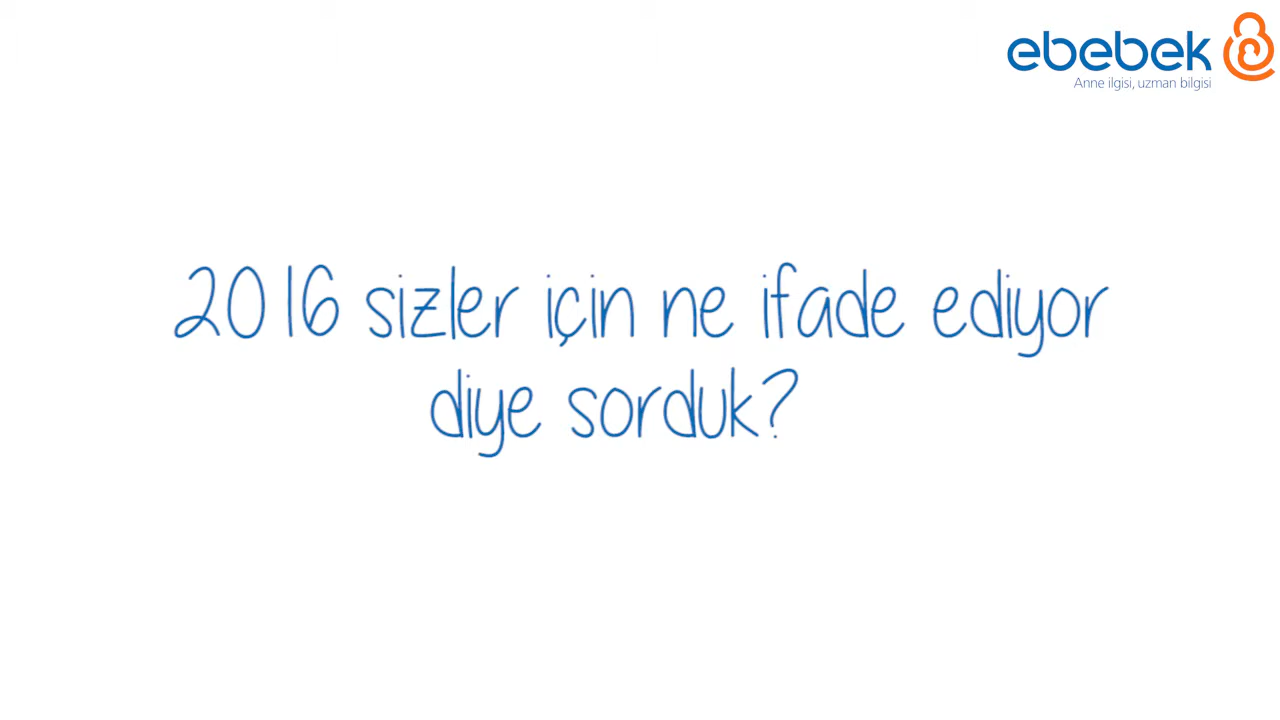 ebebek
Anne ilgisi, uzman bilgisi
2016 sizler için ne ifade ediyor
diye sorduk?